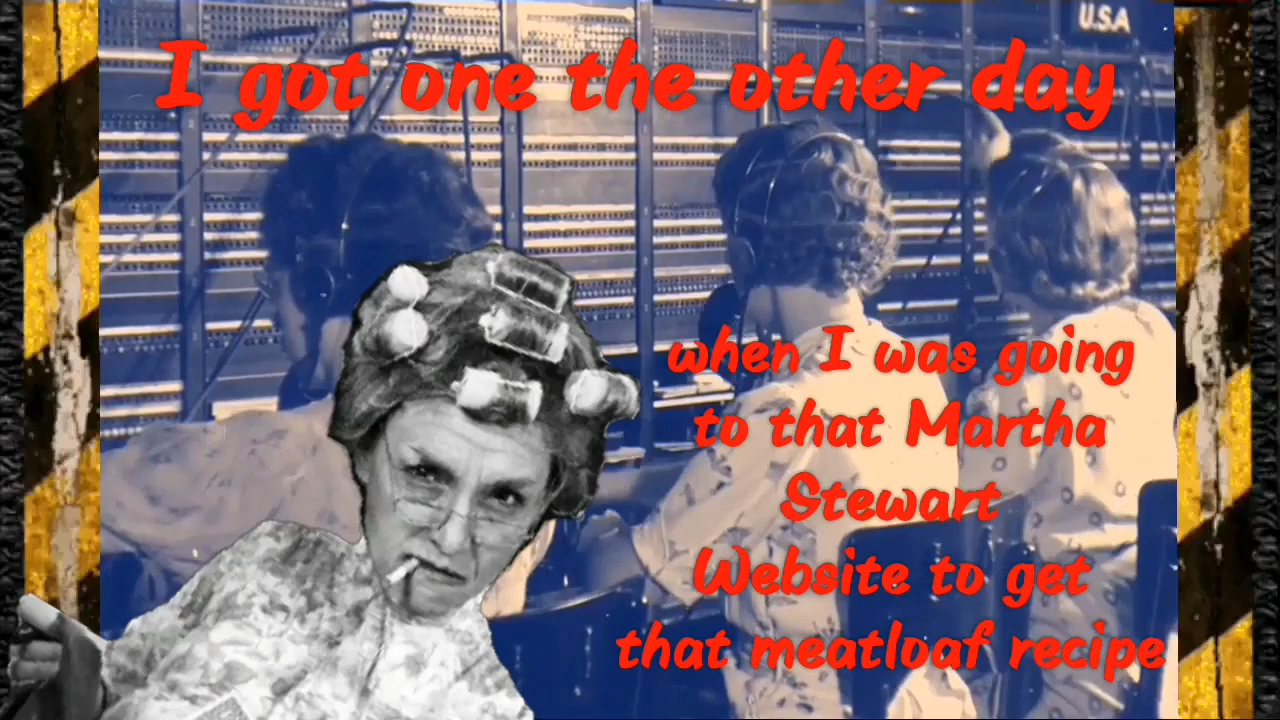 U.S.A
I got one the other day
when I was going
to that Martha
Stewart
Website to get
that meatloaf recipe